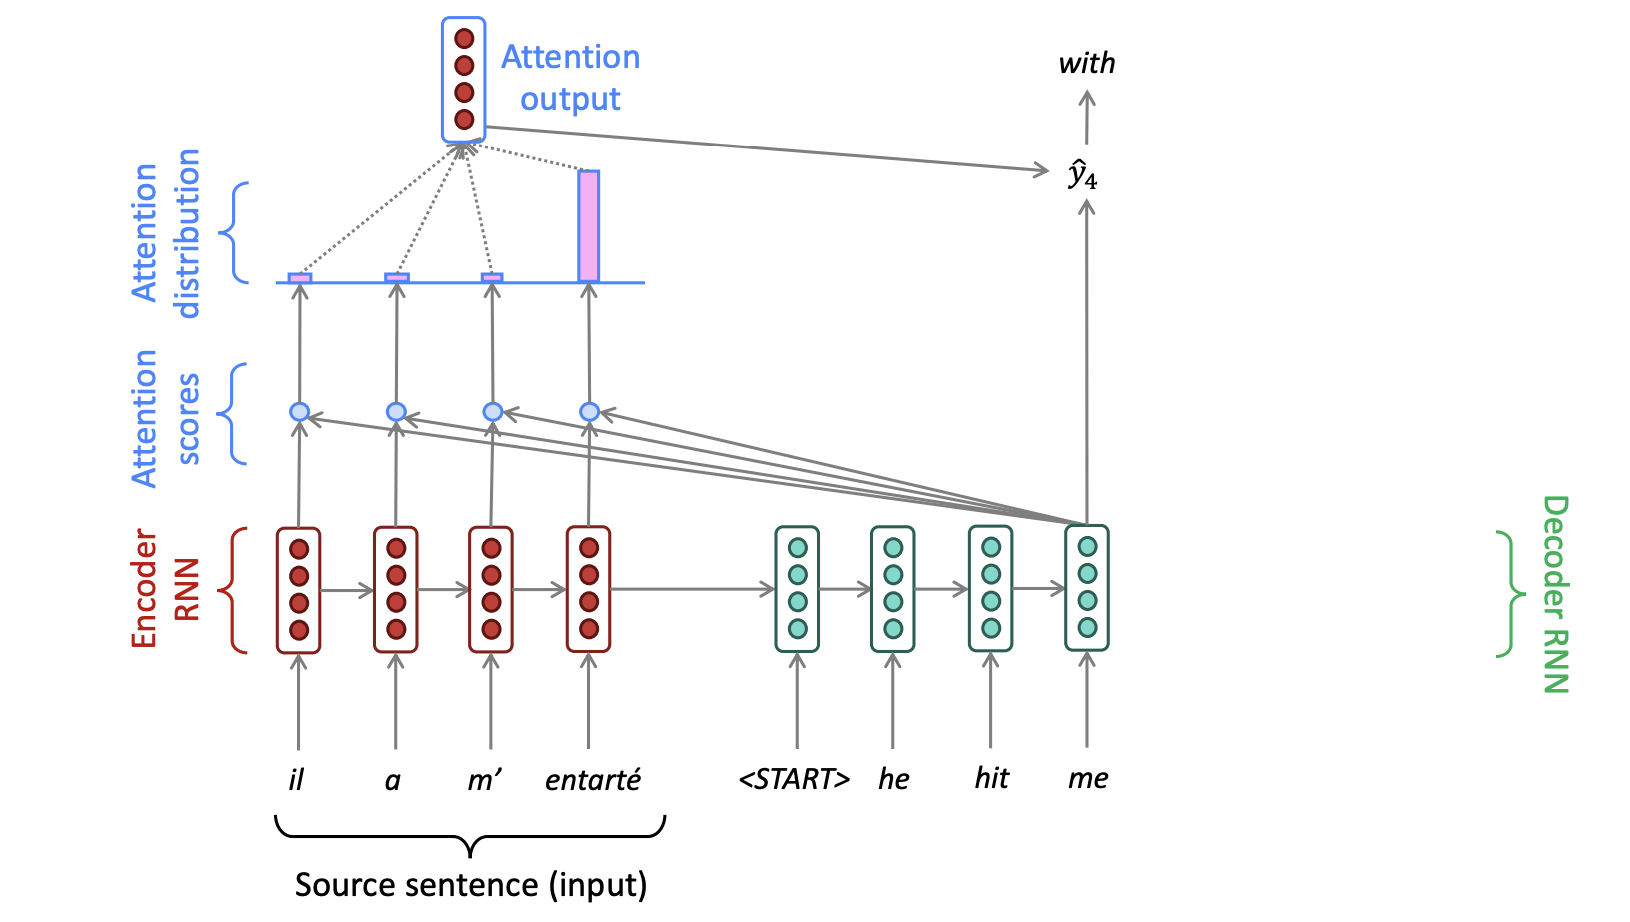 Attention
output
with
ŷ4
Attention
distribution
Attention
scores
Encoder
RNN
Decoder RNN
il a m’ entarté <START> he hit me
Source sentence (input)